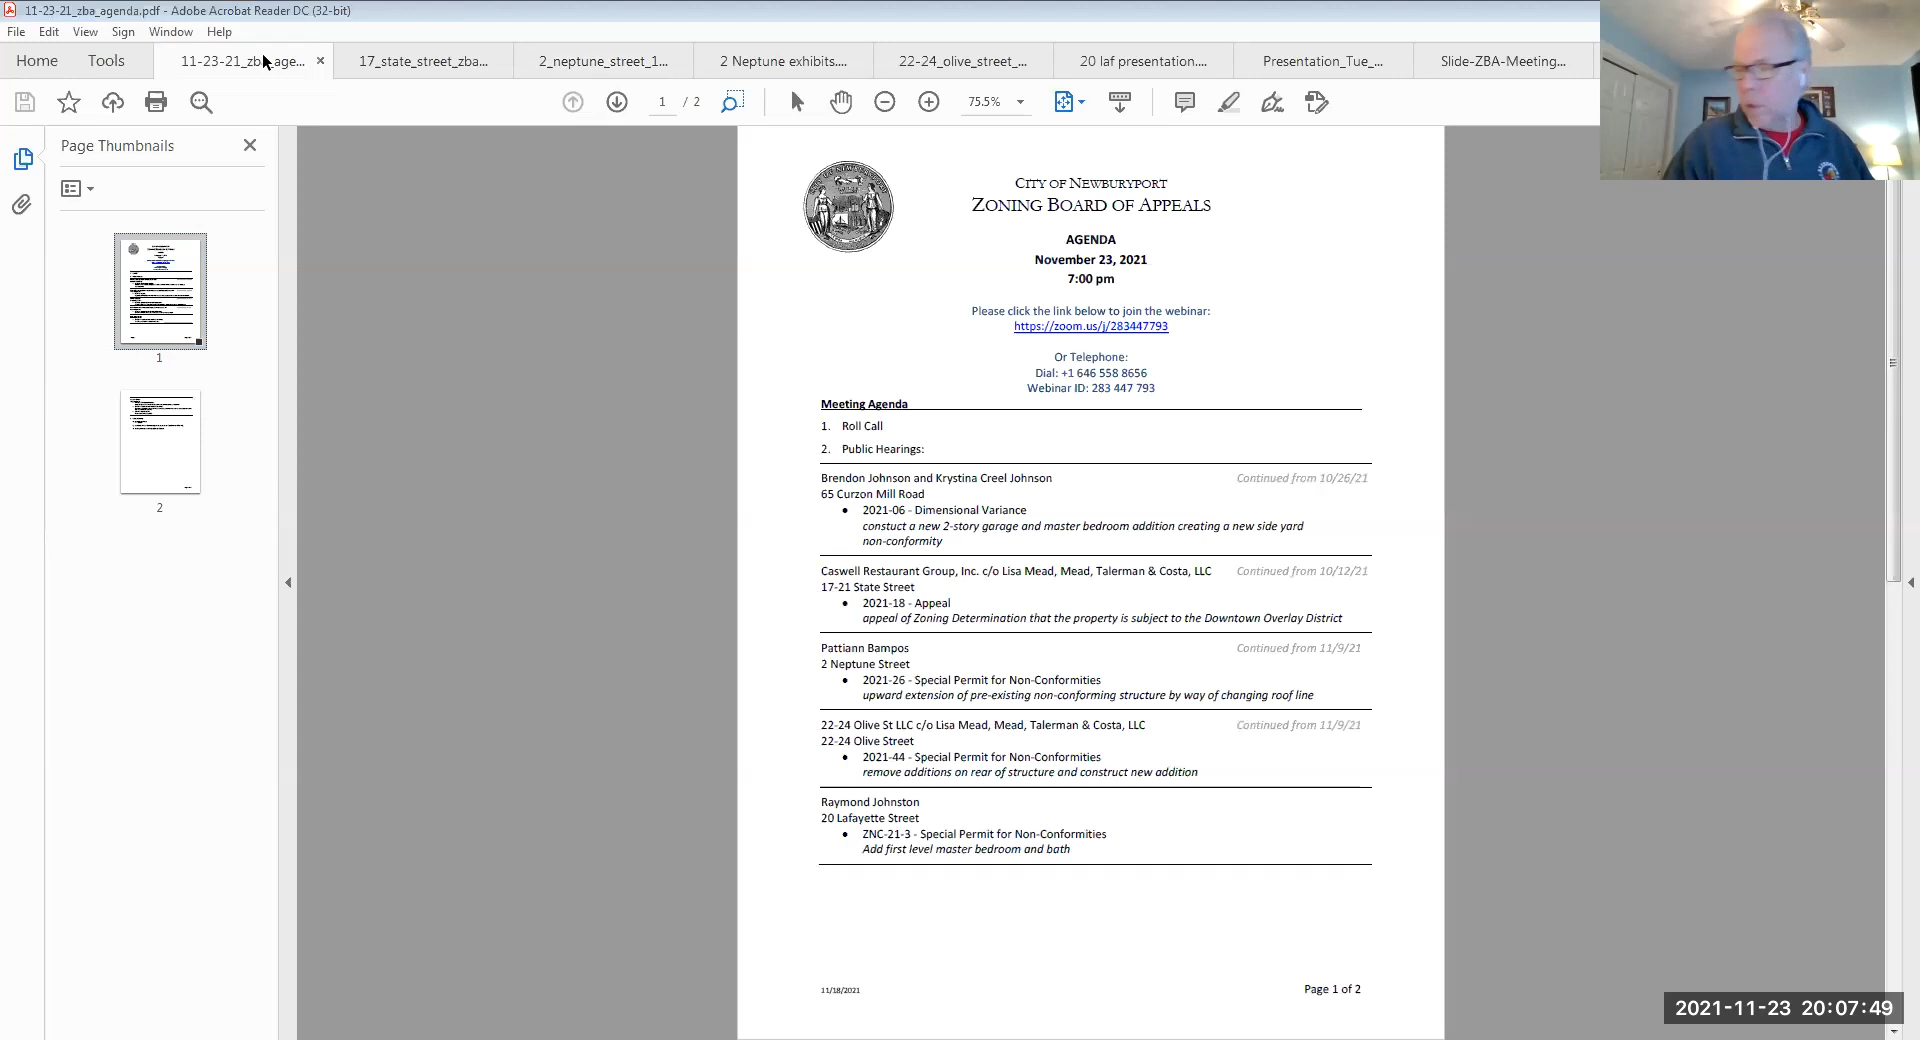 11-23-21_zba_agenda.pdf - Adobe Acrobat Reader DC (32-bit)
File Edit View Sign Window Help
Home Tools 11-23-21_zba_age... 17_state_street_zba... 2_neptune_street_1... 2 Neptune exhibits.... 22-24_olive_street_... 20 laf presentation.... Presentation_Tue_... Slide-ZBA-Meeting...
1 / 2 75.5%
Page Thumbnails
1
2
CITY OF NEWBURYPORT
ZONING BOARD OF APPEALS
AGENDA
November 23, 2021
7:00 pm
Please click the link below to join the webinar:
https://zoom.us/j/283447793
Or Telephone:
Dial: +1 646 558 8656
Webinar ID: 283 447 793
Meeting Agenda
1. Roll Call
2. Public Hearings:
Brendon Johnson and Krystina Creel Johnson Continued from 10/26/21
65 Curzon Mill Road
• 2021-06 - Dimensional Variance
constuct a new 2-story garage and master bedroom addition creating a new side yard
non-conformity
Caswell Restaurant Group, Inc. c/o Lisa Mead, Mead, Talerman & Costa, LLC Continued from 10/12/21
17-21 State Street
• 2021-18 - Appeal
appeal of Zoning Determination that the property is subject to the Downtown Overlay District
Pattiann Bampos Continued from 11/9/21
2 Neptune Street
• 2021-26 - Special Permit for Non-Conformities
upward extension of pre-existing non-conforming structure by way of changing roof line
22-24 Olive St LLC c/o Lisa Mead, Mead, Talerman & Costa, LLC Continued from 11/9/21
22-24 Olive Street
• 2021-44 - Special Permit for Non-Conformities
remove additions on rear of structure and construct new addition
Raymond Johnston
20 Lafayette Street
• ZNC-21-3 - Special Permit for Non-Conformities
Add first level master bedroom and bath
11/18/2021 Page 1 of 2
2021-11-23 20:07:49